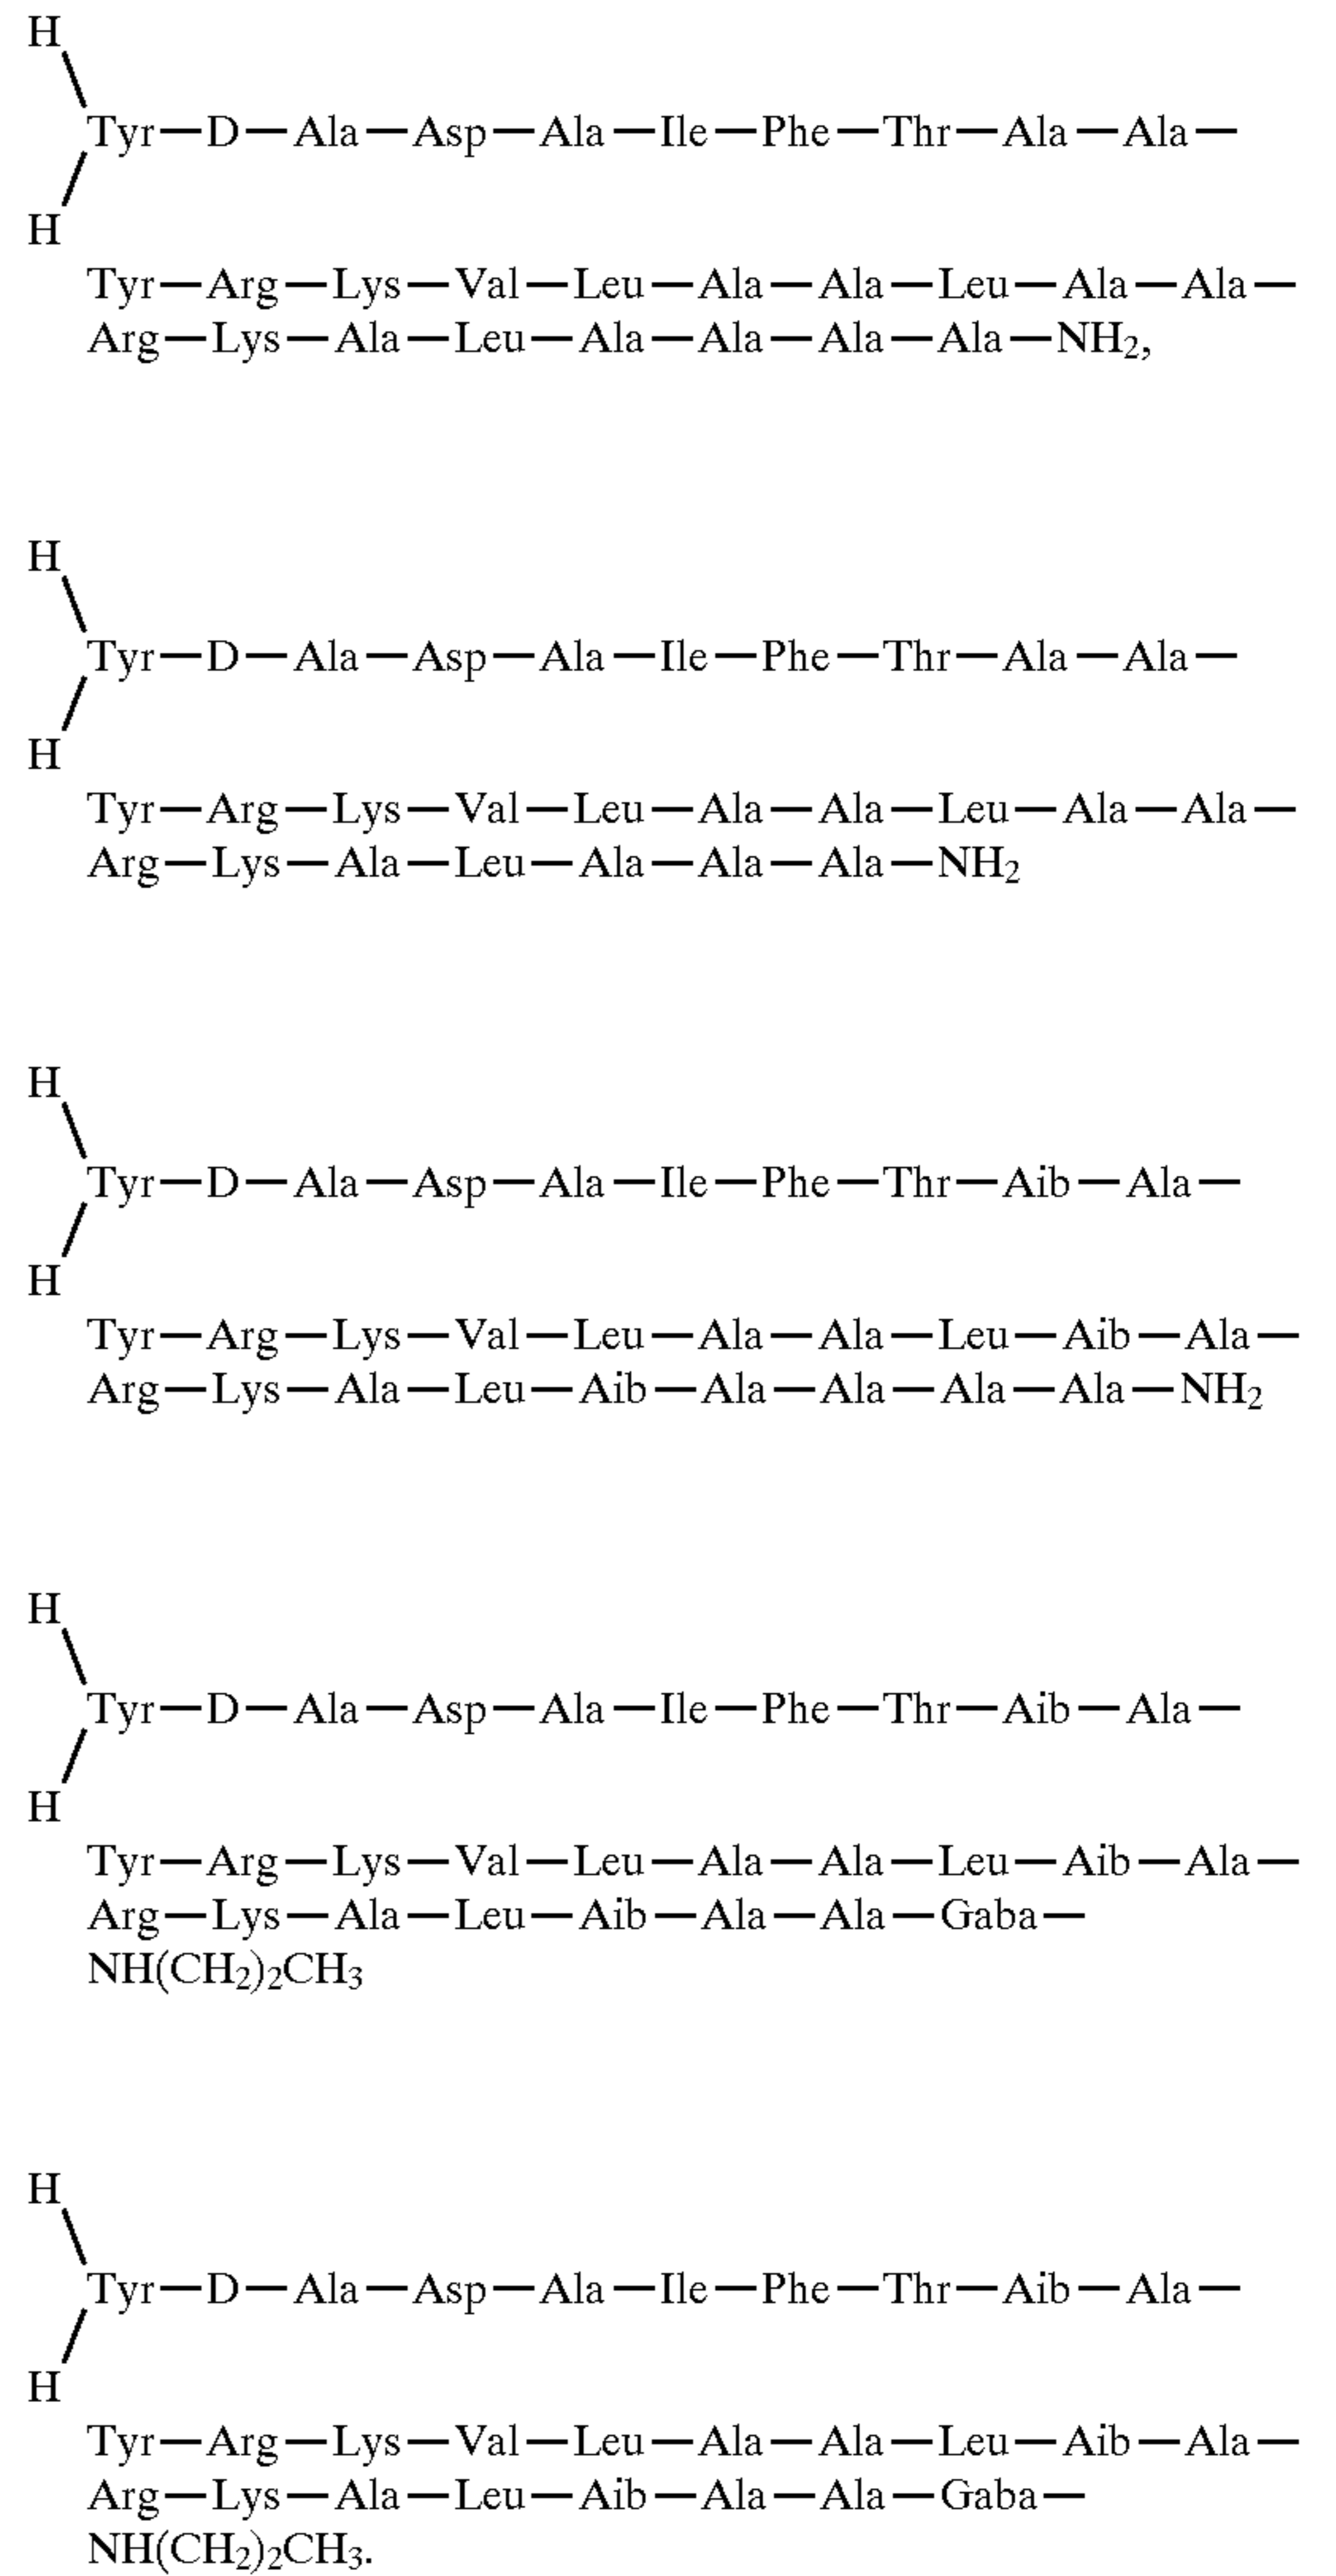 H
Tyr—D—Ala—Asp—Ala—Ile—Phe—Thr—Ala—Ala—
H
Tyr—Arg—Lys—Val—Leu—Ala—Ala—Leu—Ala—Ala—
Arg—Lys—Ala—Leu—Ala—Ala—Ala—Ala—NH₂,
H
Tyr—D—Ala—Asp—Ala—Ile—Phe—Thr—Ala—Ala—
H
Tyr—Arg—Lys—Val—Leu—Ala—Ala—Leu—Ala—Ala—
Arg—Lys—Ala—Leu—Ala—Ala—Ala—NH₂
H
Tyr—D—Ala—Asp—Ala—Ile—Phe—Thr—Aib—Ala—
H
Tyr—Arg—Lys—Val—Leu—Ala—Ala—Leu—Aib—Ala—
Arg—Lys—Ala—Leu—Aib—Ala—Ala—Ala—Ala—NH₂
H
Tyr—D—Ala—Asp—Ala—Ile—Phe—Thr—Aib—Ala—
H
Tyr—Arg—Lys—Val—Leu—Ala—Ala—Leu—Aib—Ala—
Arg—Lys—Ala—Leu—Aib—Ala—Ala—Gaba—
NH(CH₂)₂CH₃
H
Tyr—D—Ala—Asp—Ala—Ile—Phe—Thr—Aib—Ala—
H
Tyr—Arg—Lys—Val—Leu—Ala—Ala—Leu—Aib—Ala—
Arg—Lys—Ala—Leu—Aib—Ala—Ala—Gaba—
NH(CH₂)₂CH₃.